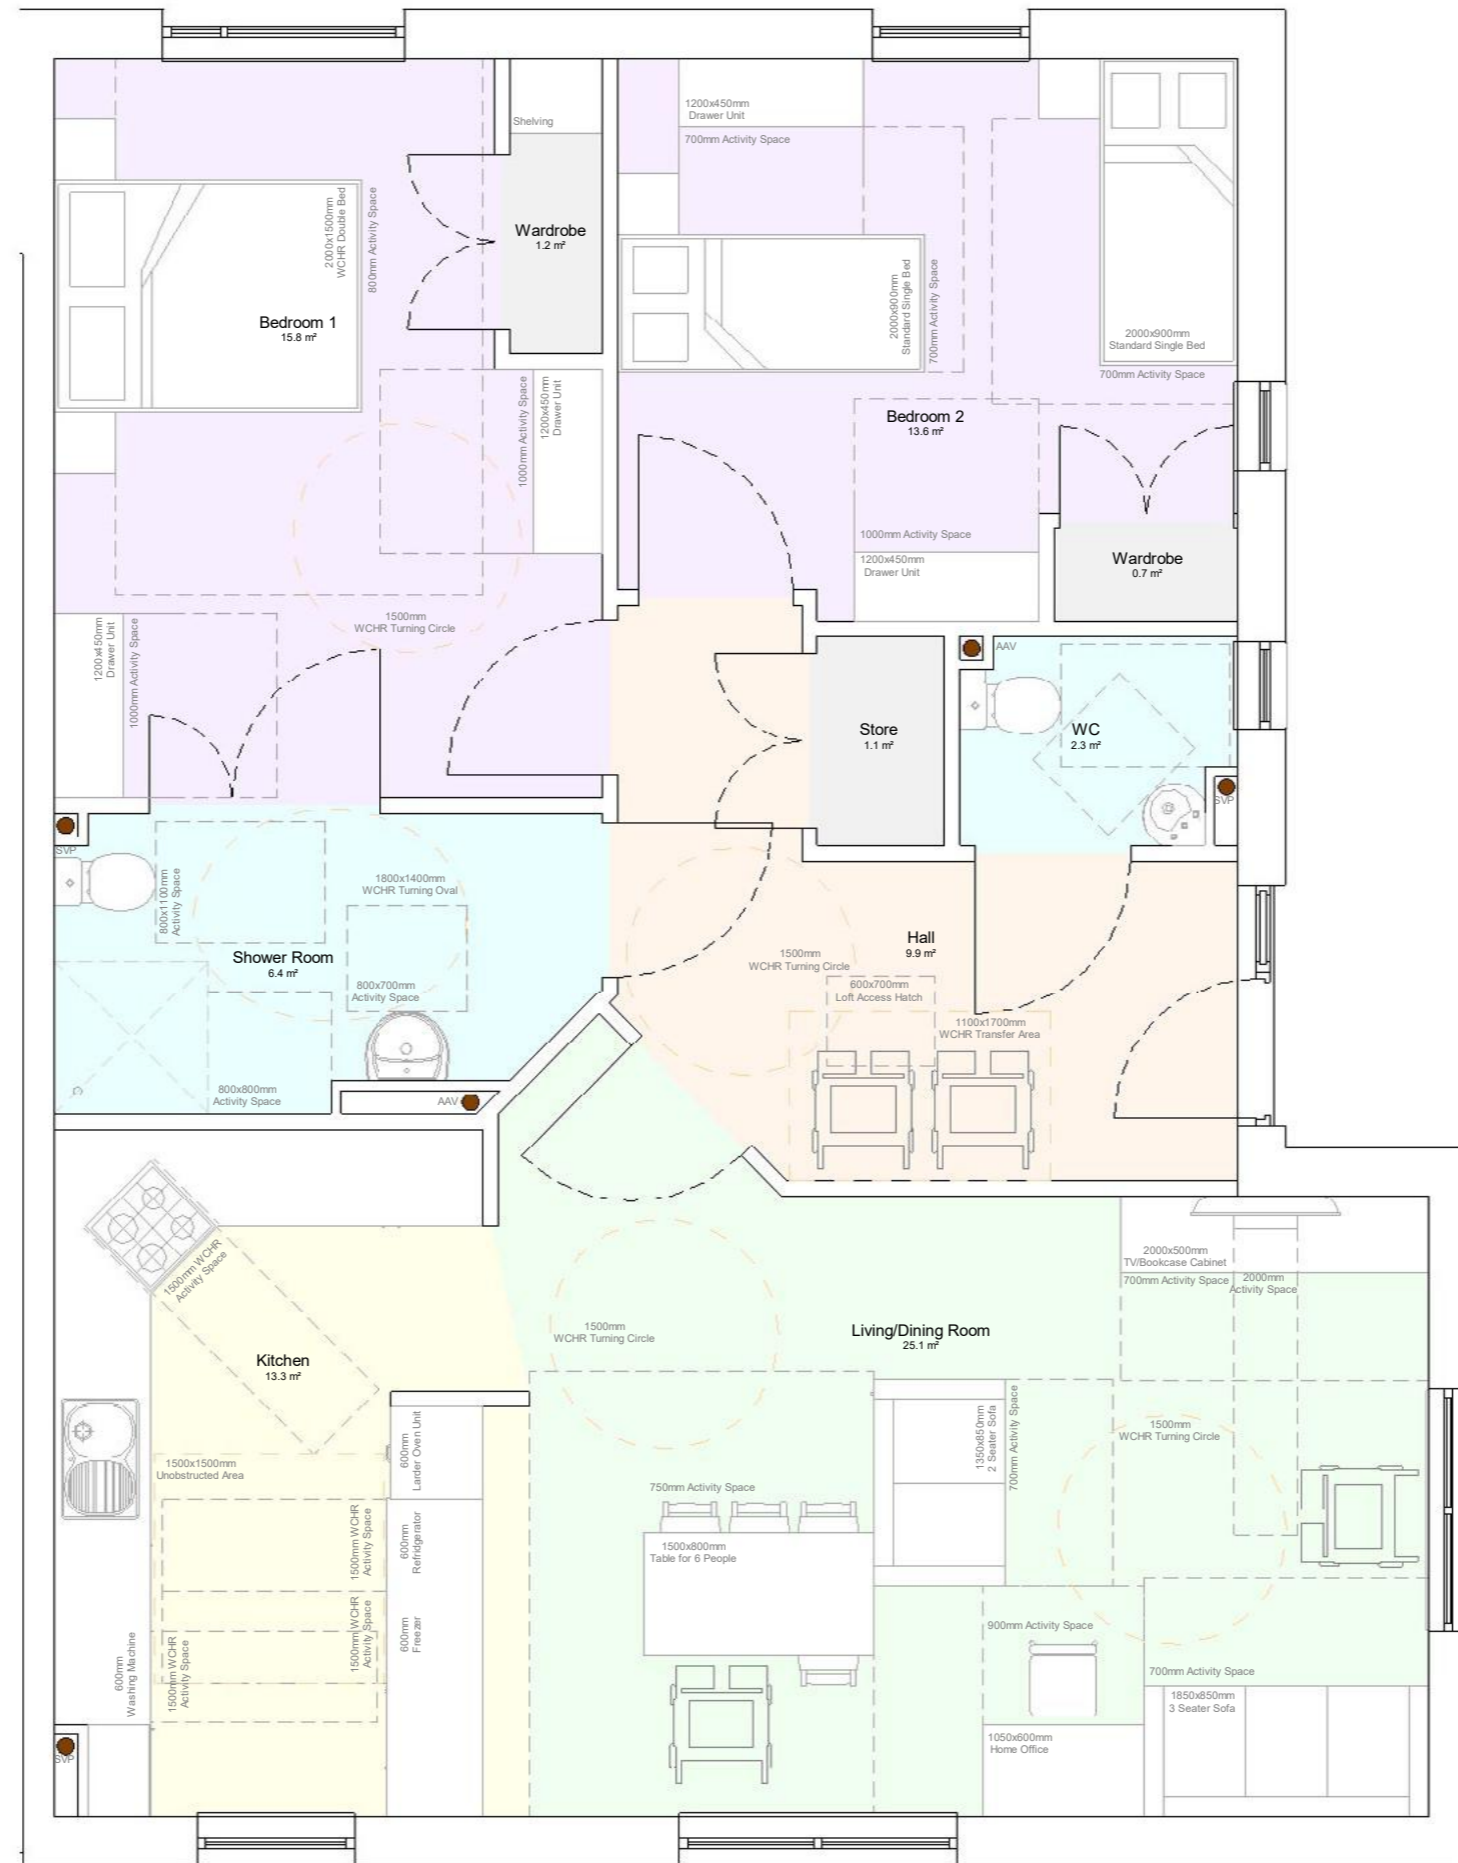 1200x450mm
Drawer Unit
700mm Activity Space
Shelving
2000x1500mm
WCHR Double Bed
800mm Activity Space
Wardrobe
1.2 m²
Bedroom 1
15.8 m²
2000x900mm
Standard Single Bed
700mm Activity Space
2000x900mm
Standard Single Bed
700mm Activity Space
Bedroom 2
13.6 m²
1000mm Activity Space
1200x450mm
Drawer Unit
1000mm Activity Space
1200x450mm
Drawer Unit
Wardrobe
0.7 m²
1500mm
WCHR Turning Circle
1200x450mm
Drawer Unit
1000mm Activity Space
AAV
Store
1.1 m²
WC
2.3 m²
SVP
SVP
800x1100mm
Activity Space
1800x1400mm
WCHR Turning Oval
Shower Room
6.4 m²
800x700mm
Activity Space
800x800mm
Activity Space
AAV
Hall
9.9 m²
1500mm
WCHR Turning Circle
600x700mm
Loft Access Hatch
1100x1700mm
WCHR Transfer Area
1500mm WCHR
Activity Space
Kitchen
13.3 m²
1500mm
WCHR Turning Circle
Living/Dining Room
25.1 m²
2000x500mm
TV/Bookcase Cabinet
700mm Activity Space
2000mm
Activity Space
1500x1500mm
Unobstructed Area
600mm
Larder Oven Unit
1350x850mm
2 Seater Sofa
700mm Activity Space
1500mm
WCHR Turning Circle
750mm Activity Space
1500x800mm
Table for 6 People
1500mm WCHR
Activity Space
600mm
Refridgerator
1500mm WCHR
Activity Space
600mm
Freezer
1500mm WCHR
Activity Space
600mm
Washing Machine
900mm Activity Space
700mm Activity Space
1850x850mm
3 Seater Sofa
1050x600mm
Home Office
SVP